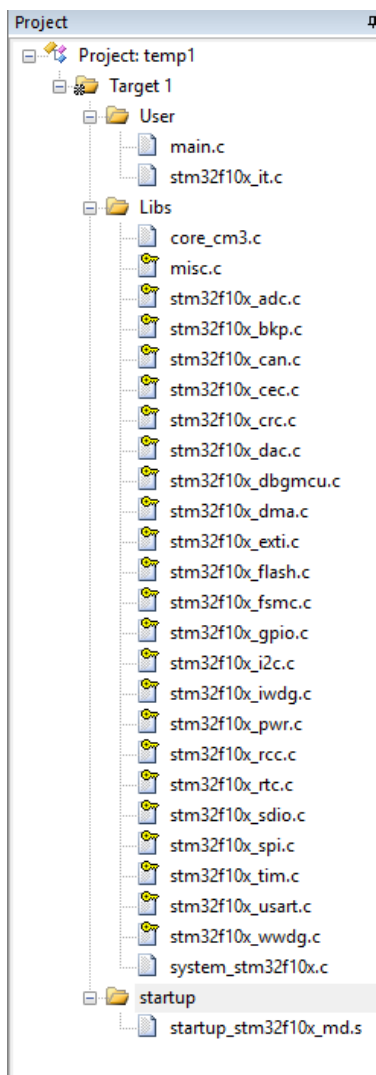 Project
Project: temp1
Target 1
User
main.c
stm32f10x_it.c
Libs
core_cm3.c
misc.c
stm32f10x_adc.c
stm32f10x_bkp.c
stm32f10x_can.c
stm32f10x_cec.c
stm32f10x_crc.c
stm32f10x_dac.c
stm32f10x_dbgmcu.c
stm32f10x_dma.c
stm32f10x_exti.c
stm32f10x_flash.c
stm32f10x_fsmc.c
stm32f10x_gpio.c
stm32f10x_i2c.c
stm32f10x_iwdg.c
stm32f10x_pwr.c
stm32f10x_rcc.c
stm32f10x_rtc.c
stm32f10x_sdio.c
stm32f10x_spi.c
stm32f10x_tim.c
stm32f10x_usart.c
stm32f10x_wwdg.c
system_stm32f10x.c
startup
startup_stm32f10x_md.s